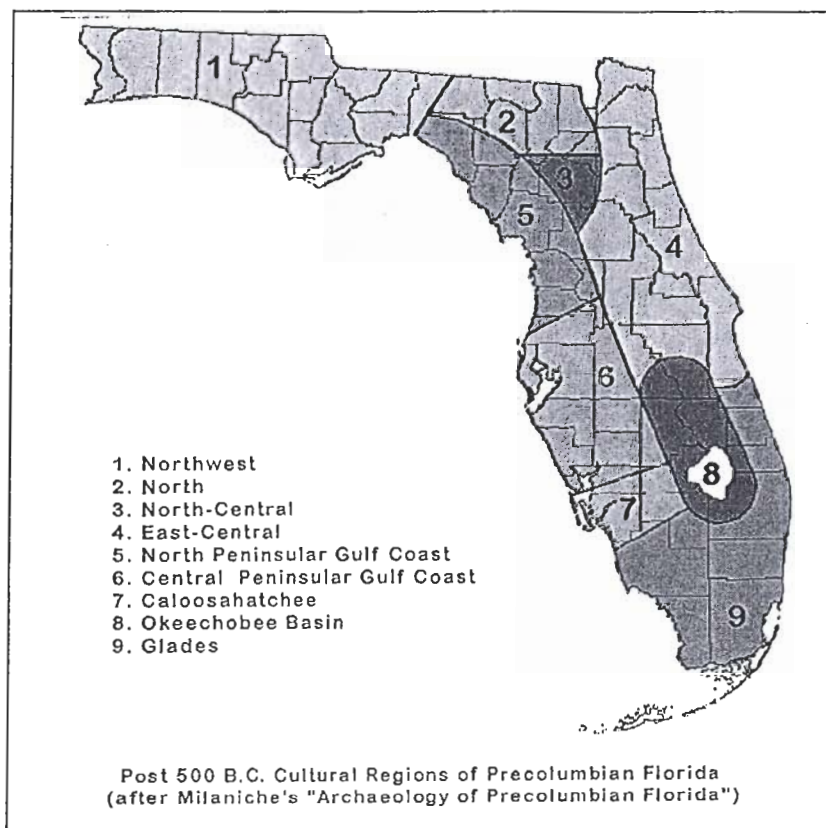 1
2
3
5
4
6
8
7
9
1. Northwest
2. North
3. North-Central
4. East-Central
5. North Peninsular Gulf Coast
6. Central Peninsular Gulf Coast
7. Caloosahatchee
8. Okeechobee Basin
9. Glades
Post 500 B.C. Cultural Regions of Precolumbian Florida
(after Milaniche's "Archaeology of Precolumbian Florida")